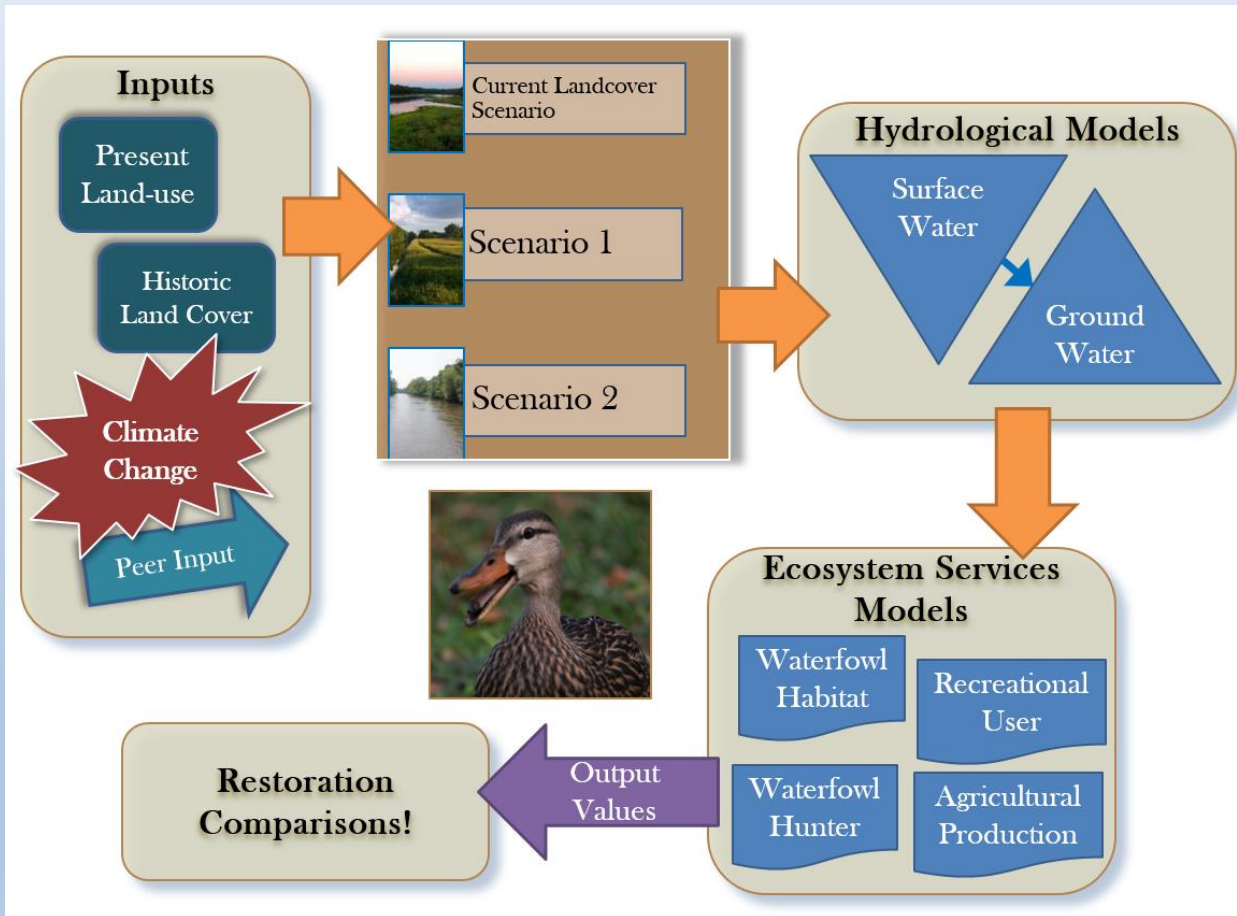 Inputs
Present
Land-use
Historic
Land Cover
Climate
Change
Peer Input
Current Landcover
Scenario
Scenario 1
Scenario 2
Hydrological Models
Surface
Water
Ground
Water
Ecosystem Services
Models
Waterfowl
Habitat
Recreational
User
Waterfowl
Hunter
Agricultural
Production
Output
Values
Restoration
Comparisons!